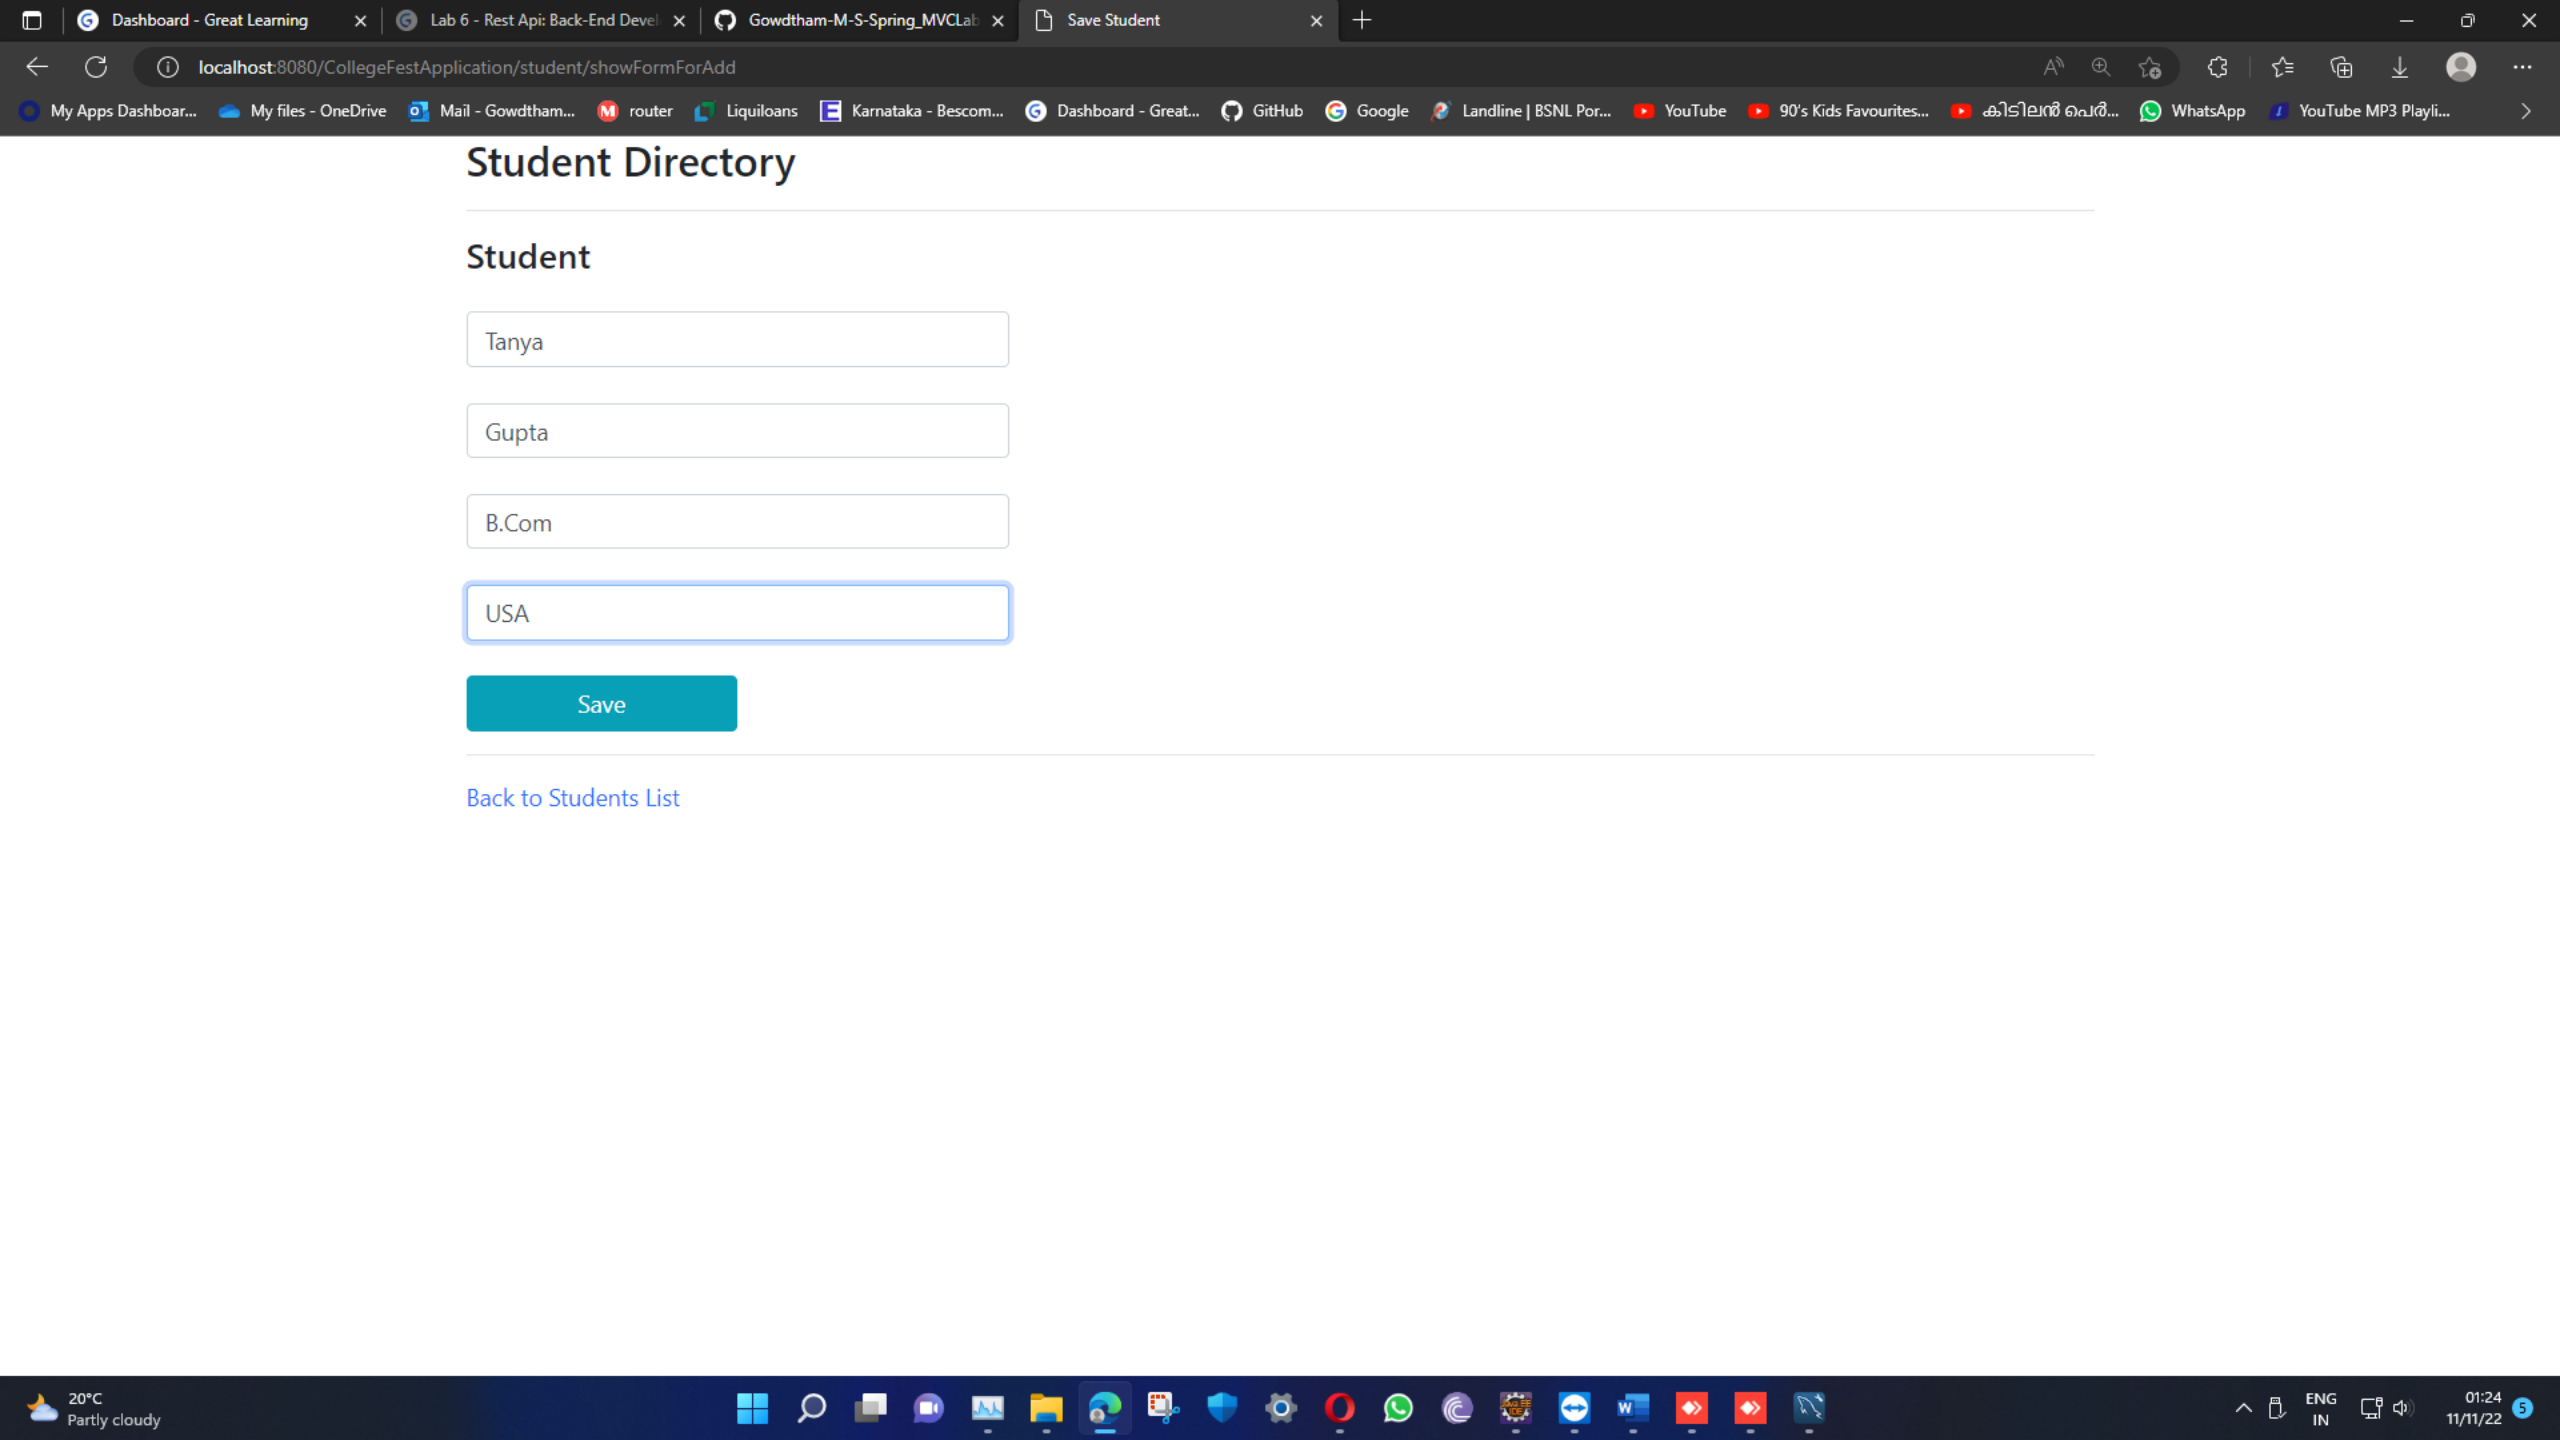 Dashboard - Great Learning
Lab 6 - Rest Api: Back-End Devel
Gowdtham-M-S-Spring_MVCLab
Save Student
localhost:8080/CollegeFestApplication/student/showFormForAdd
My Apps Dashboar...
My files - OneDrive
Mail - Gowdtham...
router
Liquiloans
Karnataka - Bescom...
Dashboard - Great...
GitHub
Google
Landline | BSNL Por...
YouTube
90's Kids Favourites...
കിടിലൻ പെർ...
WhatsApp
YouTube MP3 Playli...
Student Directory
Student
Tanya
Gupta
B.Com
USA
Save
Back to Students List
20°C
Partly cloudy
ENG
IN
01:24
11/11/22
5